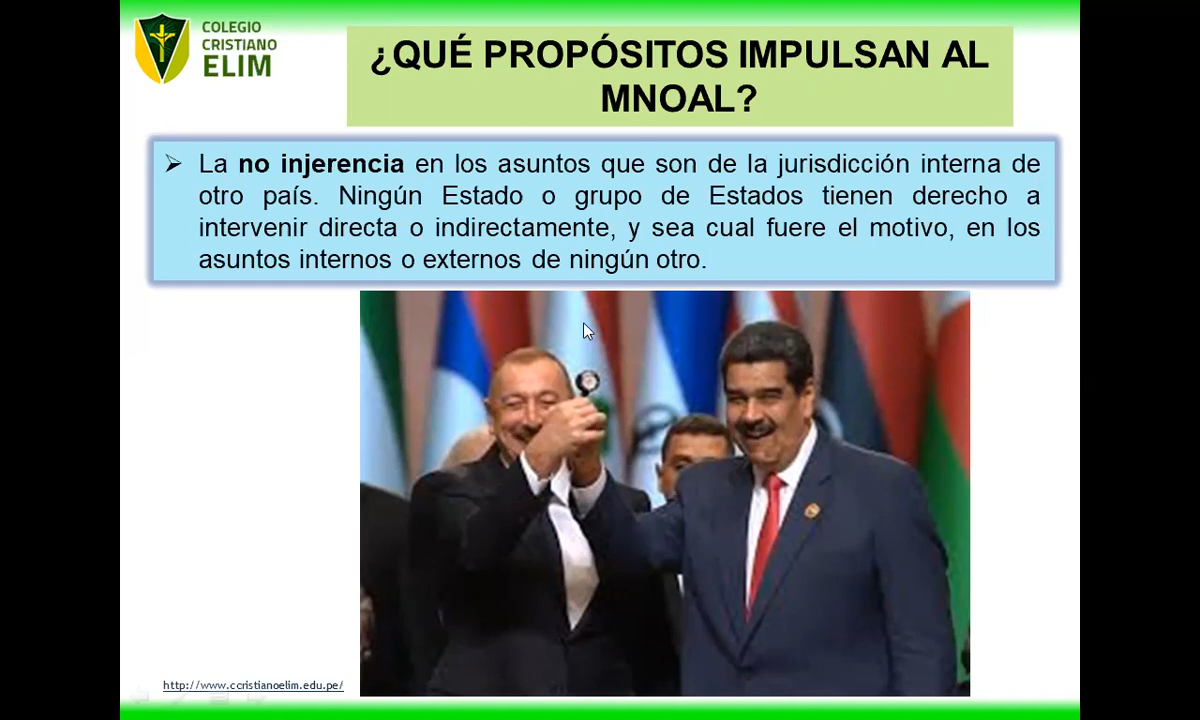 COLEGIO
CRISTIANO
ELIM
¿QUÉ PROPÓSITOS IMPULSAN AL
MNOAL?
➢ La no injerencia en los asuntos que son de la jurisdicción interna de
otro país. Ningún Estado o grupo de Estados tienen derecho a
intervenir directa o indirectamente, y sea cual fuere el motivo, en los
asuntos internos o externos de ningún otro.
http://www.ccristianoelim.edu.pe/